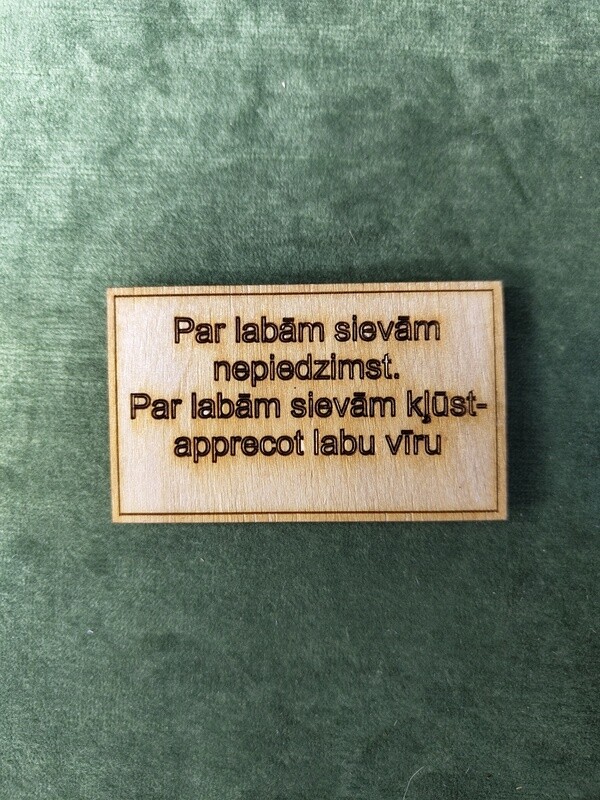 Par labām sievām
nepiedzimst.
Par labām sievām kļūst-
apprecot labu vīru